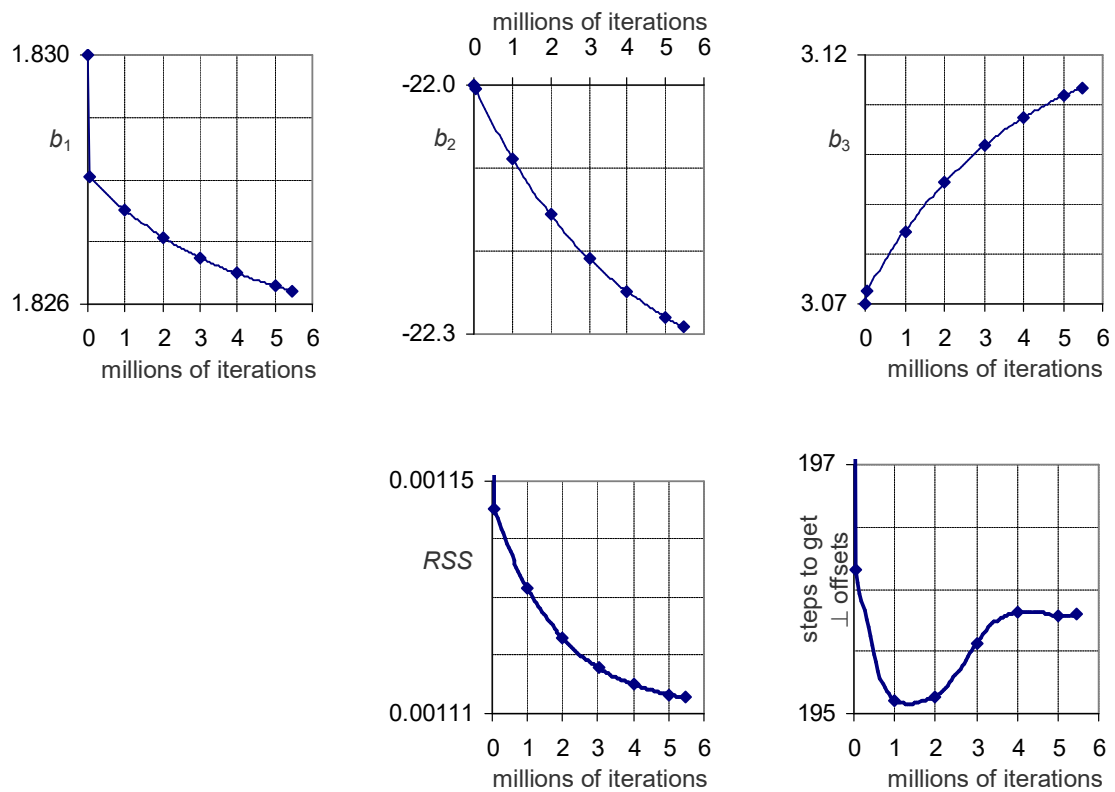 1.830
b1
1.826
0 1 2 3 4 5 6
millions of iterations
millions of iterations
0 1 2 3 4 5 6
-22.0
b2
-22.3
3.12
b3
3.07
0 1 2 3 4 5 6
millions of iterations
0.00115
RSS
0.00111
0 1 2 3 4 5 6
millions of iterations
197
steps to get
⊥ offsets
195
0 1 2 3 4 5 6
millions of iterations